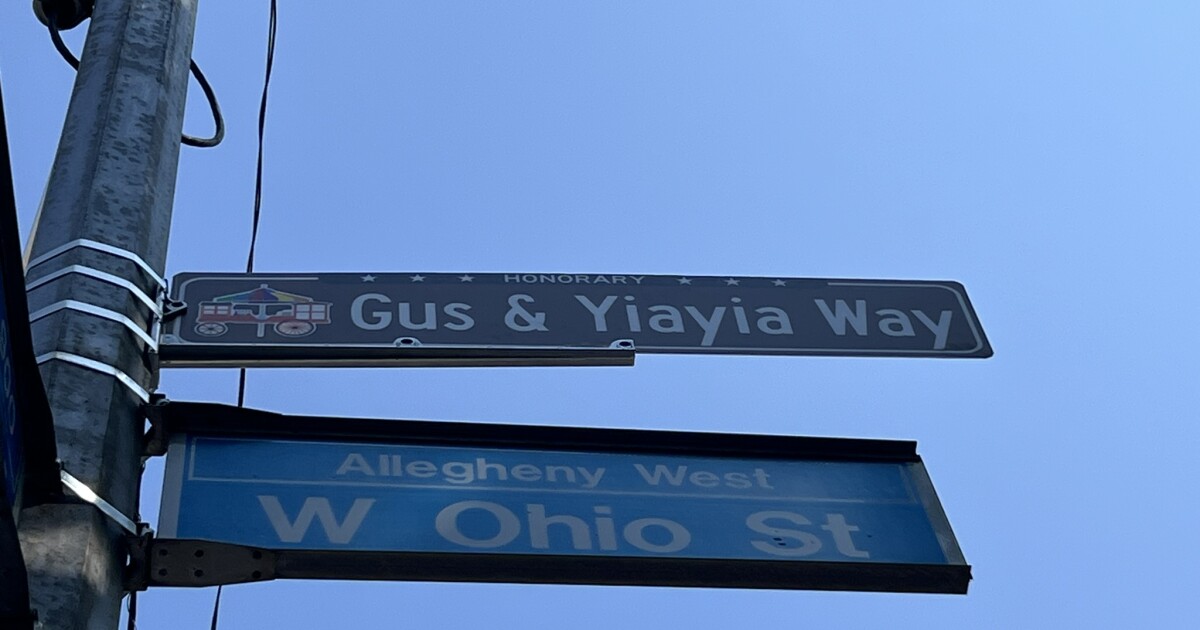 HONORARY
Gus & Yiayia Way
Allegheny West
W Ohio St